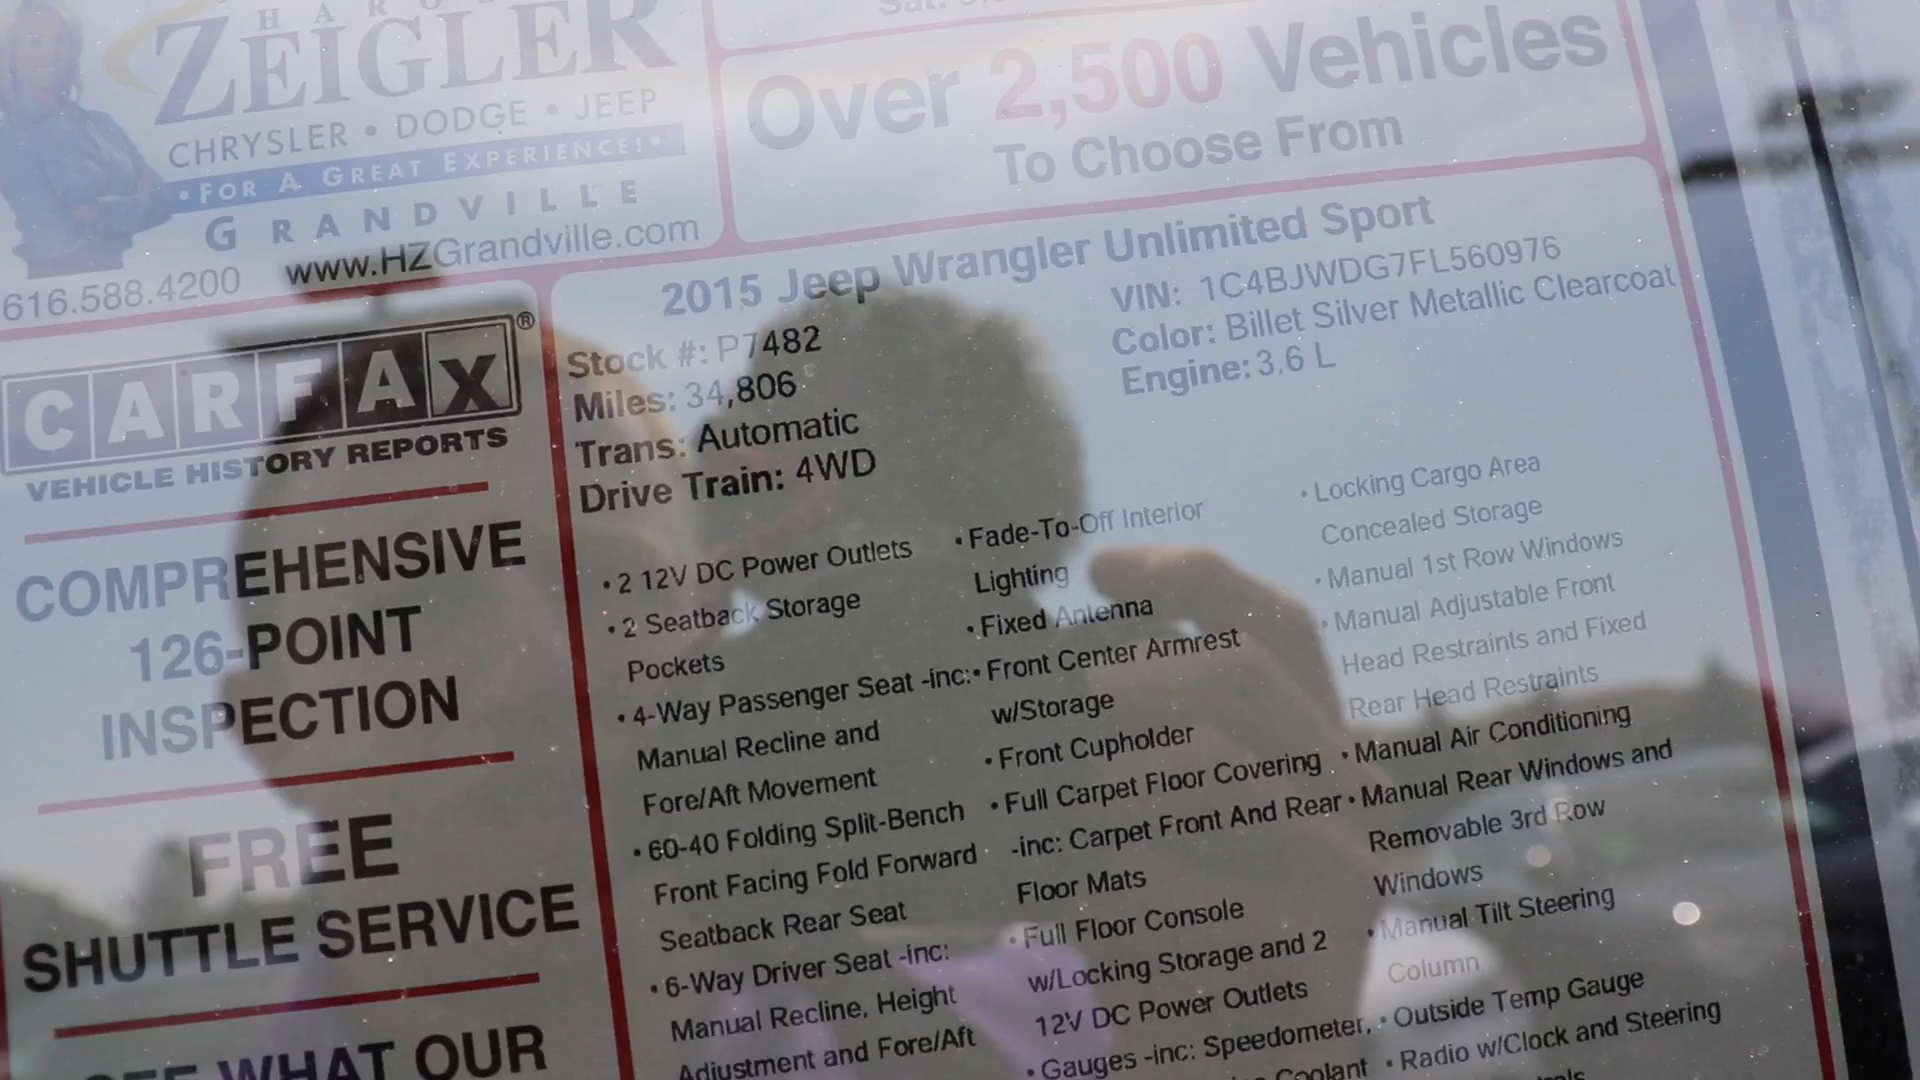 HAROLD
ZEIGLER
CHRYSLER • DODGE • JEEP
• FOR A GREAT EXPERIENCE! •
GRANDVILLE
www.HZGrandville.com
616.588.4200
CARFAX®
VEHICLE HISTORY REPORTS
COMPREHENSIVE
126-POINT
INSPECTION
FREE
SHUTTLE SERVICE
SEE WHAT OUR
Sat.
Over 2,500 Vehicles
To Choose From
2015 Jeep Wrangler Unlimited Sport
Stock #: P7482
Miles: 34,806
Trans: Automatic
Drive Train: 4WD
VIN: 1C4BJWDG7FL560976
Color: Billet Silver Metallic Clearcoat
Engine: 3.6 L
• 2 12V DC Power Outlets
• 2 Seatback Storage
Pockets
• 4-Way Passenger Seat -inc:
Manual Recline and
Fore/Aft Movement
• 60-40 Folding Split-Bench
Front Facing Fold Forward
Seatback Rear Seat
• 6-Way Driver Seat -inc:
Manual Recline, Height
Adjustment and Fore/Aft
• Fade-To-Off Interior
Lighting
• Fixed Antenna
• Front Center Armrest
w/Storage
• Front Cupholder
• Full Carpet Floor Covering
-inc: Carpet Front And Rear
Floor Mats
• Full Floor Console
w/Locking Storage and 2
12V DC Power Outlets
• Gauges -inc: Speedometer,
Coolant
• Locking Cargo Area
Concealed Storage
• Manual 1st Row Windows
• Manual Adjustable Front
Head Restraints and Fixed
Rear Head Restraints
• Manual Air Conditioning
• Manual Rear Windows and
Removable 3rd Row
Windows
• Manual Tilt Steering
Column
• Outside Temp Gauge
• Radio w/Clock and Steering